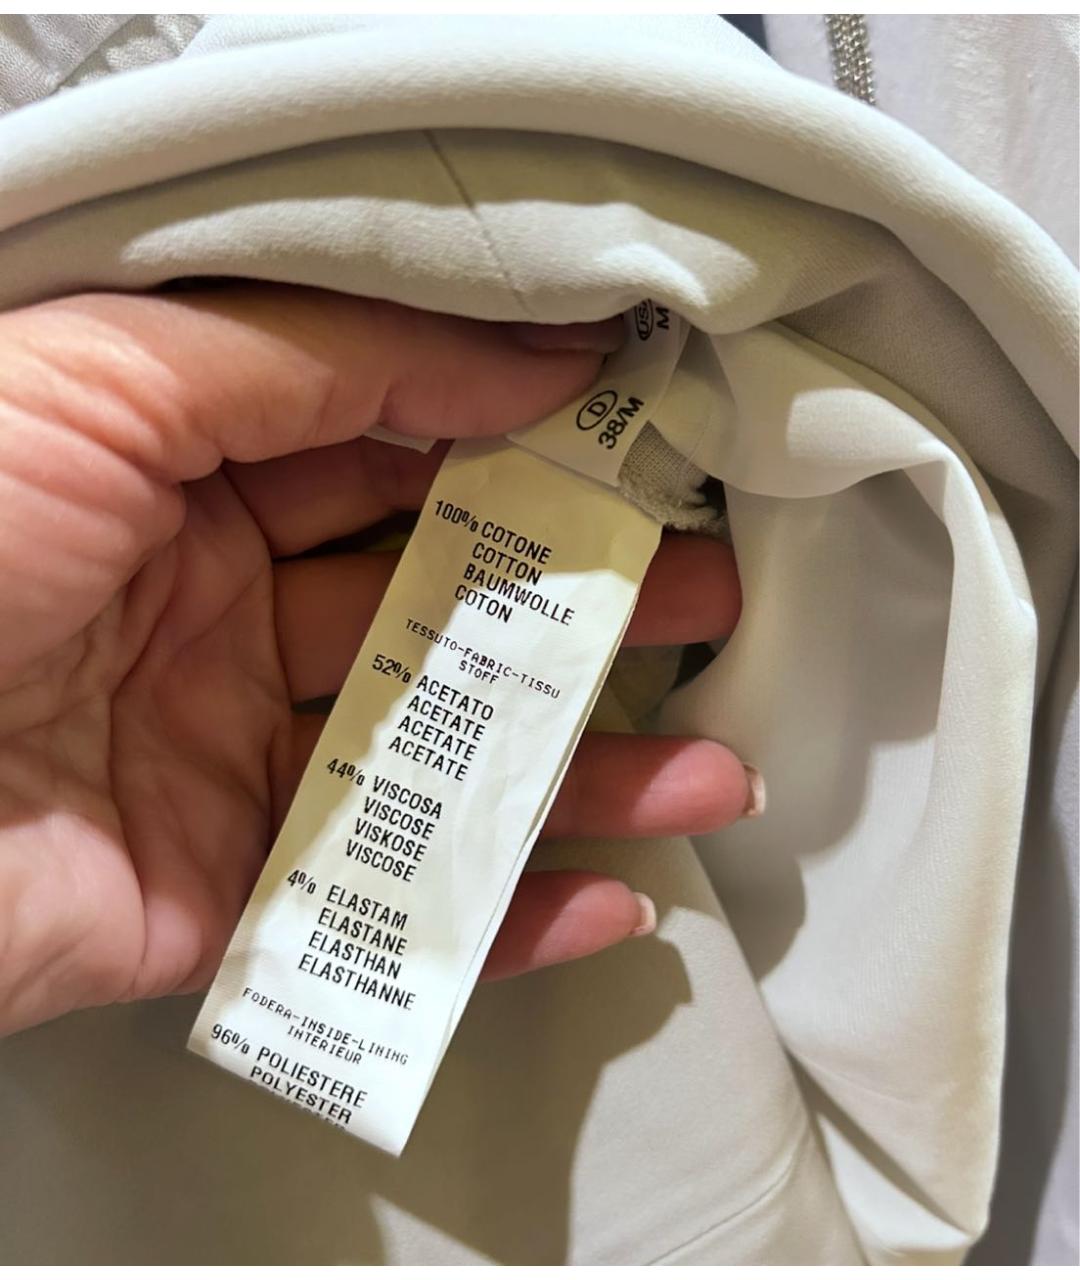 USA
M
D
38/M
100% COTONE
COTTON
BAUMWOLLE
COTON
TESSUTO-FABRIC-TISSU
STOFF
52% ACETATO
ACETATE
ACETATE
ACETATE
44% VISCOSA
VISCOSE
VISKOSE
VISCOSE
4% ELASTAM
ELASTANE
ELASTHAN
ELASTHANNE
FODERA-INSIDE-LINING
INTERIEUR
96% POLIESTERE
POLYESTER